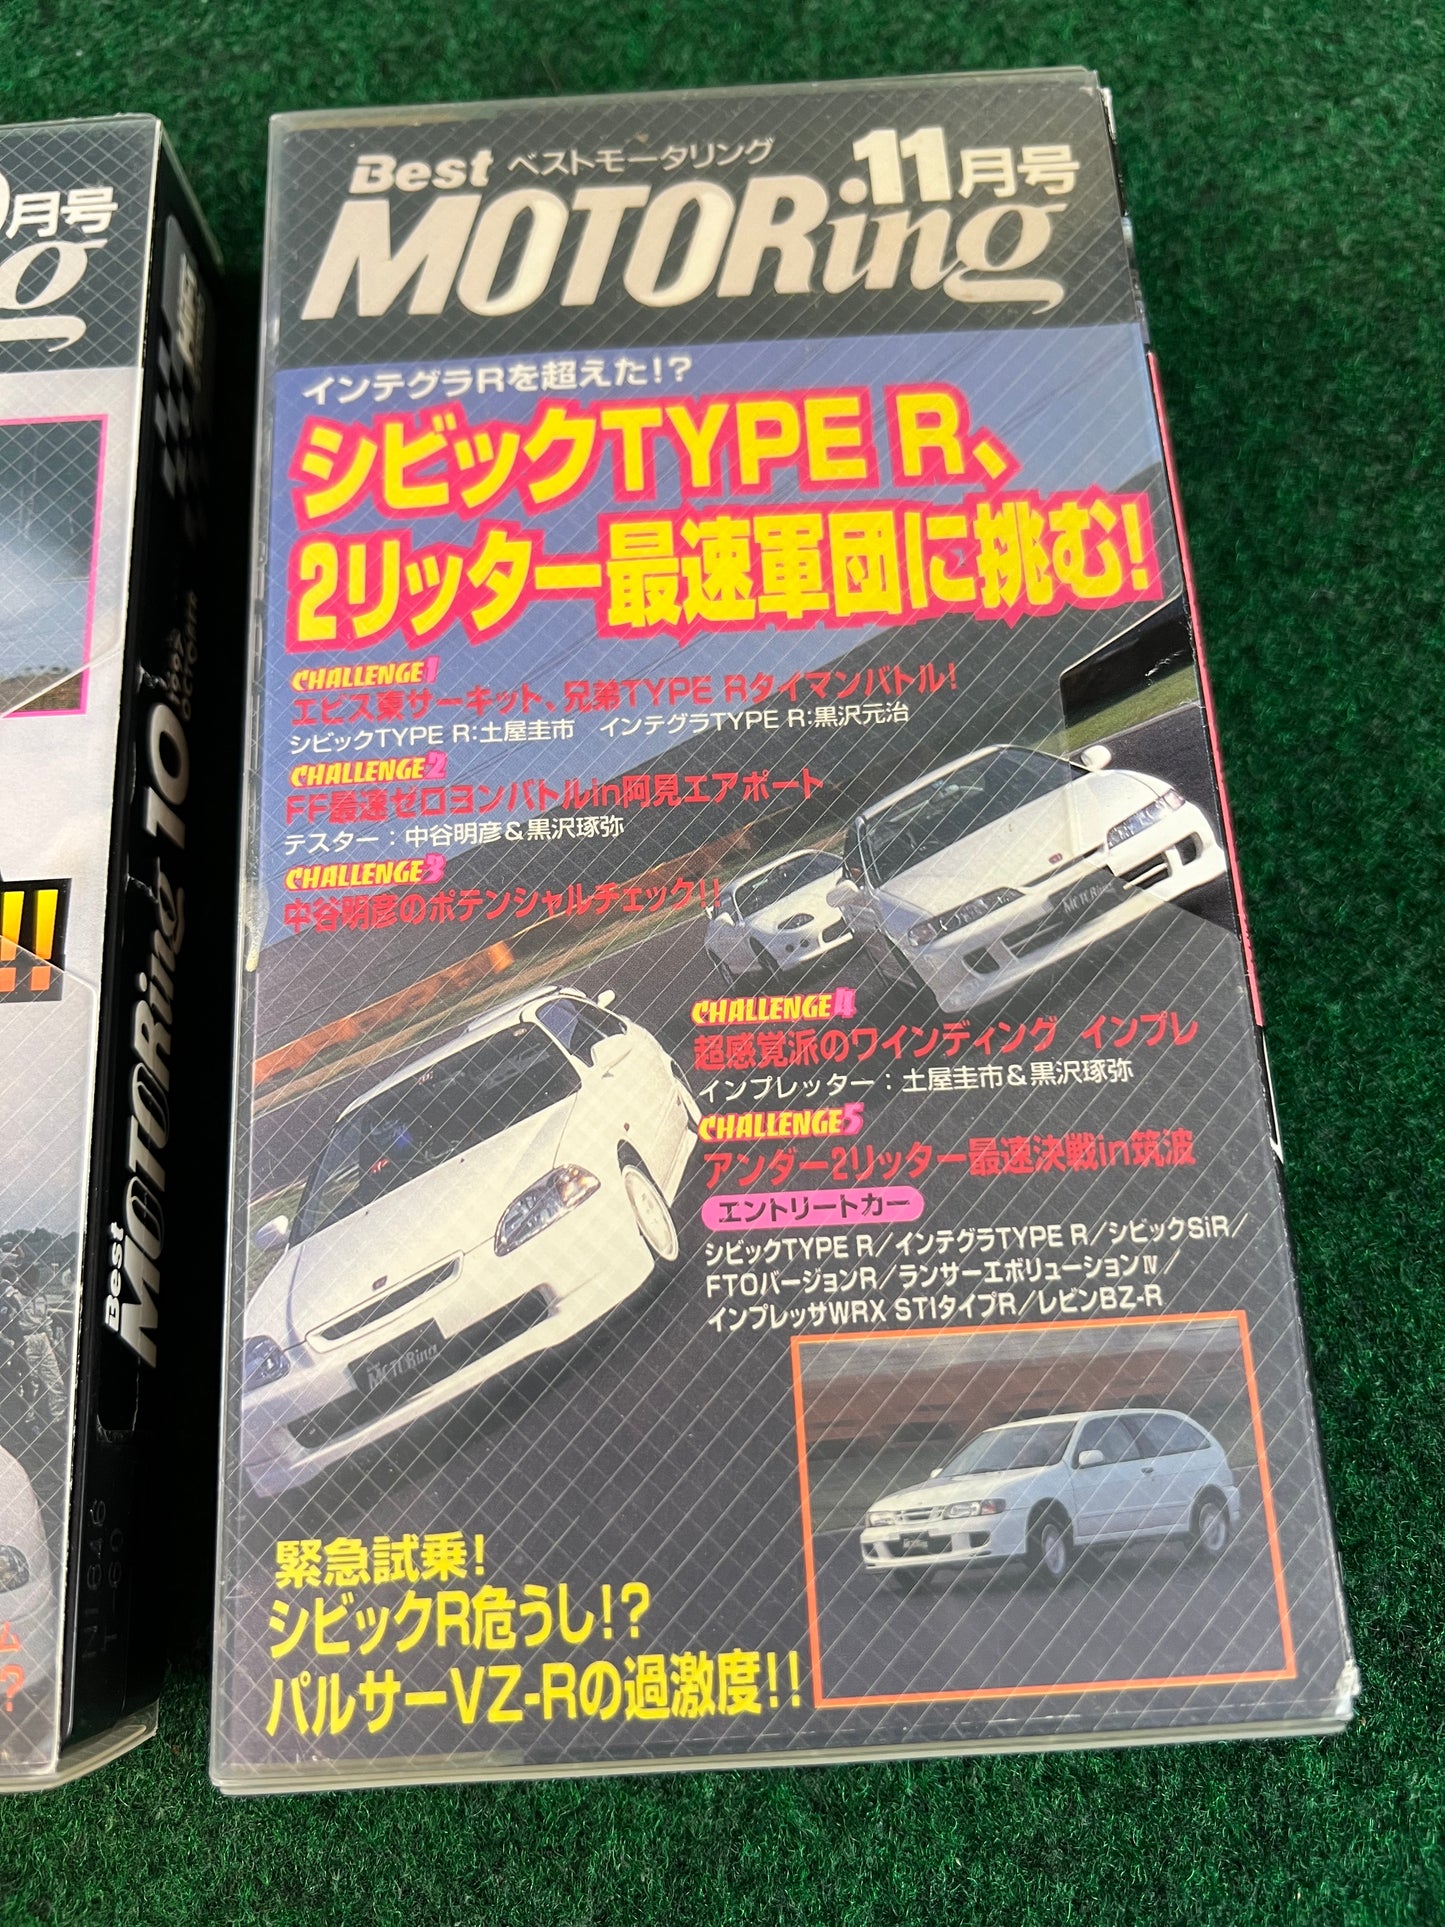 Best ベストモータリング 11月号
MOTORing
インテグラRを超えた!?
シビックTYPE R、
2リッター最速軍団に挑む!
CHALLENGE1
エビス東サーキット、兄弟TYPE Rタイマンバトル!
シビックTYPE R:土屋圭市 インテグラTYPE R:黒沢元治
CHALLENGE2
FF最速ゼロヨンバトルin阿見エアポート
テスター:中谷明彦&黒沢琢弥
CHALLENGE3
中谷明彦のポテンシャルチェック!!
CHALLENGE4
超感覚派のワインディング インプレ
インプレッター:土屋圭市&黒沢琢弥
CHALLENGE5
アンダー2リッター最速決戦in筑波
エントリートカー
シビックTYPE R/インテグラTYPE R/シビックSiR/
FTOバージョンR/ランサーエボリューションⅣ/
インプレッサWRX STIタイプR/レビンBZ-R
緊急試乗!
シビックR危うし!?
パルサーVZ-Rの過激度!!
MOTORing
MOTORing
月号
ng
!!
Best MOTORing 10 1997 OCTOBER